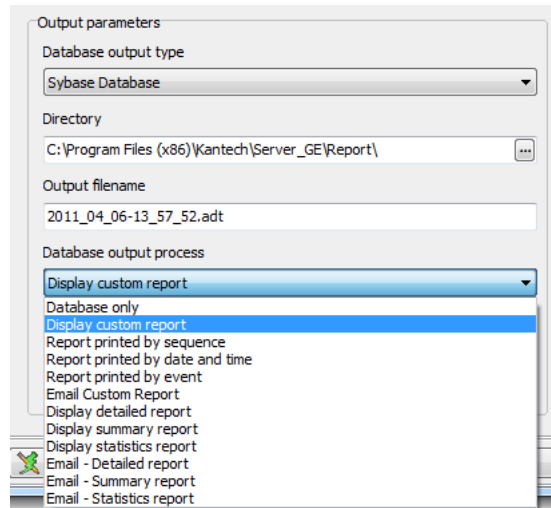 Output parameters
Database output type
Sybase Database
Directory
C:\Program Files (x86)\Kantech\Server_GE\Report\
...
Output filename
2011_04_06-13_57_52.adt
Database output process
Display custom report
Database only
Display custom report
Report printed by sequence
Report printed by date and time
Report printed by event
Email Custom Report
Display detailed report
Display summary report
Display statistics report
Email - Detailed report
Email - Summary report
Email - Statistics report